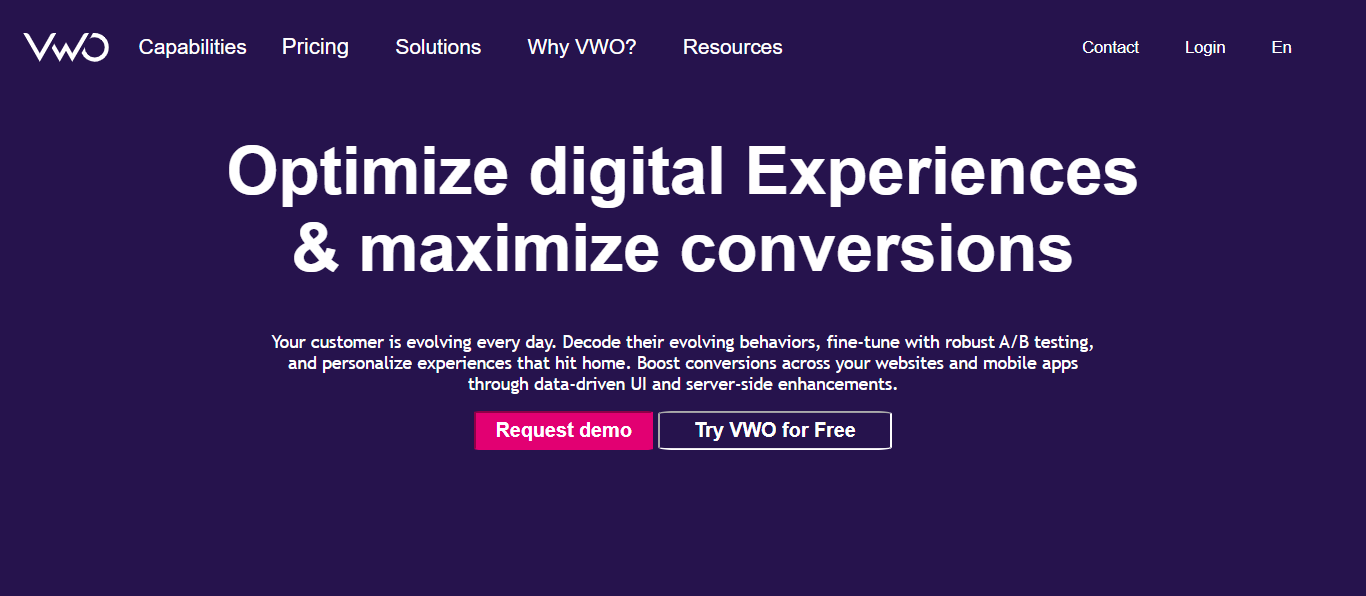 VWO Capabilities Pricing Solutions Why VWO? Resources Contact Login En
Optimize digital Experiences
& maximize conversions
Your customer is evolving every day. Decode their evolving behaviors, fine-tune with robust A/B testing,
and personalize experiences that hit home. Boost conversions across your websites and mobile apps
through data-driven UI and server-side enhancements.
Request demo Try VWO for Free